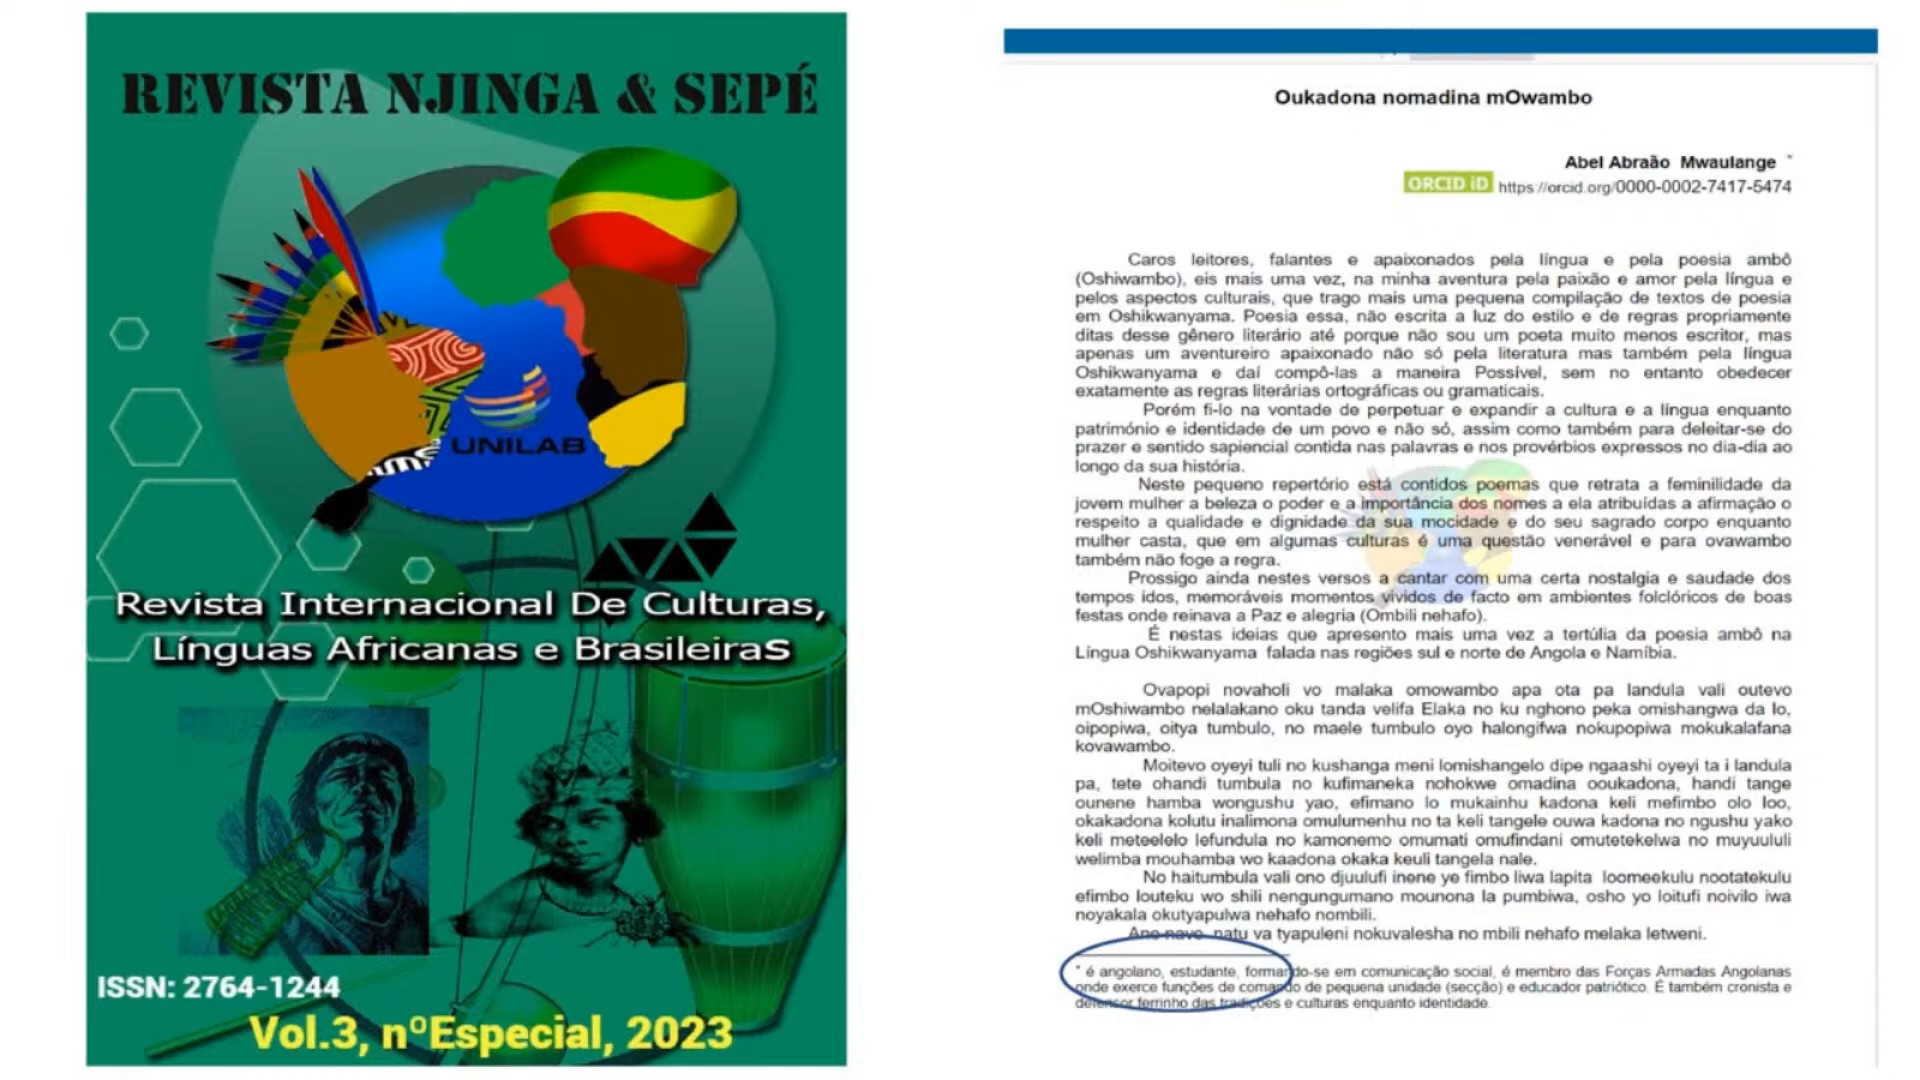 REVISTA NJINGA & SEPÉ
UNILAB
Revista Internacional De Culturas,
Línguas Africanas e Brasileiras
ISSN: 2764-1244
Vol.3, nºEspecial, 2023
Oukadona nomadina mOwambo
Abel Abraão Mwaulange *
ORCID iD https://orcid.org/0000-0002-7417-5474
Caros leitores, falantes e apaixonados pela língua e pela poesia ambô
(Oshiwambo), eis mais uma vez, na minha aventura pela paixão e amor pela língua e
pelos aspectos culturais, que trago mais uma pequena compilação de textos de poesia
em Oshikwanyama. Poesia essa, não escrita a luz do estilo e de regras propriamente
ditas desse gênero literário até porque não sou um poeta muito menos escritor, mas
apenas um aventureiro apaixonado não só pela literatura mas também pela língua
Oshikwanyama e daí compô-las a maneira Possível, sem no entanto obedecer
exatamente as regras literárias ortográficas ou gramaticais.
Porém fi-lo na vontade de perpetuar e expandir a cultura e a língua enquanto
património e identidade de um povo e não só, assim como também para deleitar-se do
prazer e sentido sapiencial contida nas palavras e nos provérbios expressos no dia-dia ao
longo da sua história.
Neste pequeno repertório está contidos poemas que retrata a feminilidade da
jovem mulher a beleza o poder e a importância dos nomes a ela atribuídas a afirmação o
respeito a qualidade e dignidade da sua mocidade e do seu sagrado corpo enquanto
mulher casta, que em algumas culturas é uma questão venerável e para ovawambo
também não foge a regra.
Prossigo ainda nestes versos a cantar com uma certa nostalgia e saudade dos
tempos idos, memoráveis momentos vividos de facto em ambientes folclóricos de boas
festas onde reinava a Paz e alegria (Ombili nehafo).
É nestas ideias que apresento mais uma vez a tertúlia da poesia ambô na
Língua Oshikwanyama falada nas regiões sul e norte de Angola e Namíbia.
Ovapopi novaholi vo malaka omowambo apa ota pa landula vali outevo
mOshiwambo nelalakano oku tanda velifa Elaka no ku nghono peka omishangwa da lo,
oipopiwa, oitya tumbulo, no maele tumbulo oyo halongifwa nokupopiwa mokukalafana
kovawambo.
Moitevo oyeyi tuli no kushanga meni lomishangelo dipe ngaashi oyeyi ta i landula
pa, tete ohandi tumbula no kufimaneka nohokwe omadina ooukadona, handi tange
ounene hamba wongushu yao, efimano lo mukainhu kadona keli mefimbo olo loo,
okakadona kolutu inalimona omulumenhu no ta keli tangele ouwa kadona no ngushu yako
keli meteelelo lefundula no kamonemo omumati omufindani omutetekelwa no muyuululi
welimba mouhamba wo kaadona okaka keuli tangela nale.
No haitumbula vali ono djuulufi inene ye fimbo liwa lapita loomeekulu nootatekulu
efimbo louteku wo shili nengungumano mounona la pumbiwa, osho yo loitufi noivilo iwa
noyakala okutyapulwa nehafo nombili.
Ano navo, natu va tyapuleni nokuvalesha no mbili nehafo melaka letweni.
* é angolano, estudante, formando-se em comunicação social, é membro das Forças Armadas Angolanas
onde exerce funções de comando de pequena unidade (secção) e educador patriótico. É também cronista e
defensor ferrinho das tradições e culturas enquanto identidade.